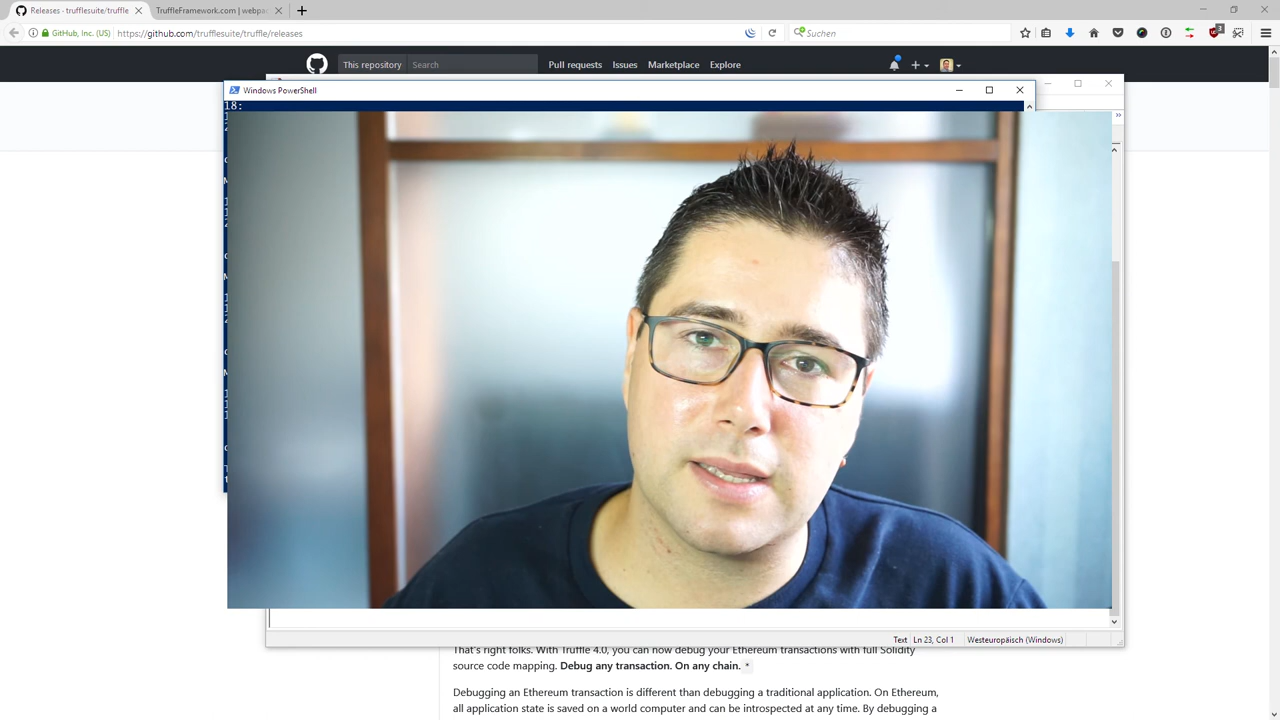 Releases · trufflesuite/truffle
TruffleFramework.com | webpa
GitHub, Inc. (US)
https://github.com/trufflesuite/truffle/releases
Suchen
3
This repository
Search
Pull requests
Issues
Marketplace
Explore
Windows PowerShell
18:
Text
Ln 23, Col 1
Westeuropäisch (Windows)
That's right folks. With Truffle 4.0, you can now debug your Ethereum transactions with full Solidity
source code mapping. Debug any transaction. On any chain. *
Debugging an Ethereum transaction is different than debugging a traditional application. On Ethereum,
all application state is saved on a world computer and can be introspected at any time. By debugging a